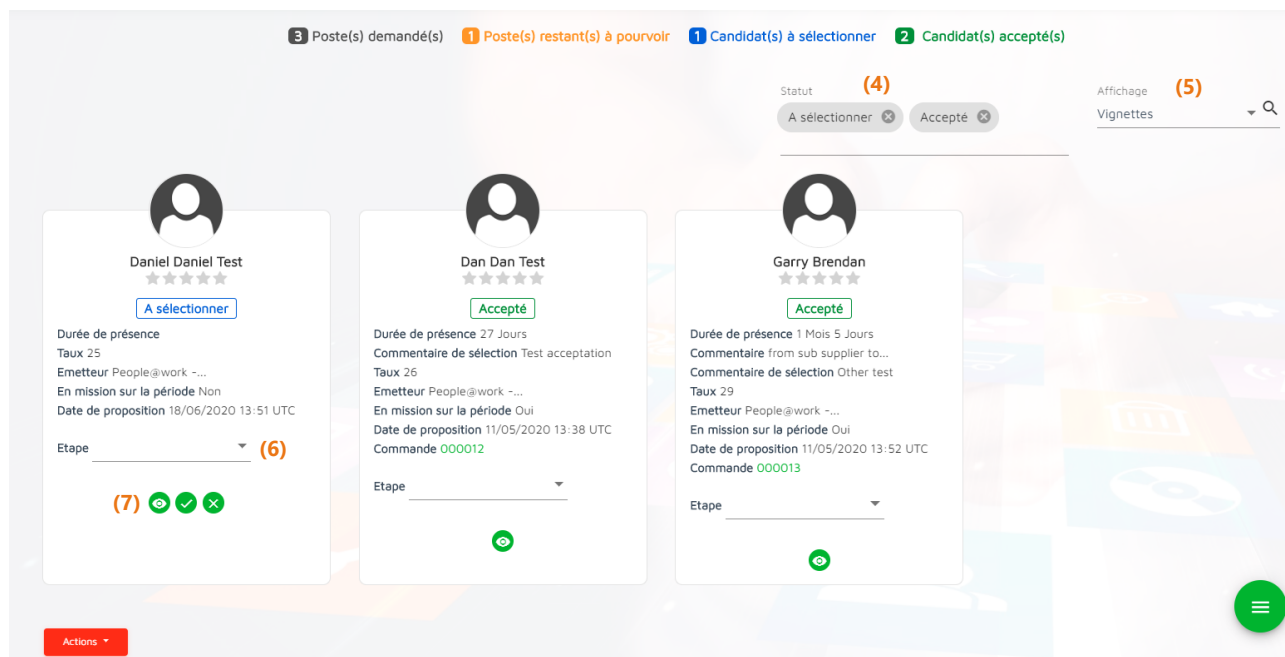 3 Poste(s) demandé(s) 1 Poste(s) restant(s) à pourvoir 1 Candidat(s) à sélectionner 2 Candidat(s) accepté(s)
Statut (4)
A sélectionner Accepté
Affichage (5)
Vignettes
Daniel Daniel Test
A sélectionner
Durée de présence
Taux 25
Emetteur People@work -...
En mission sur la période Non
Date de proposition 18/06/2020 13:51 UTC
Etape (6)
(7)
Dan Dan Test
Accepté
Durée de présence 27 Jours
Commentaire de sélection Test acceptation
Taux 26
Emetteur People@work -...
En mission sur la période Oui
Date de proposition 11/05/2020 13:38 UTC
Commande 000012
Etape
Garry Brendan
Accepté
Durée de présence 1 Mois 5 Jours
Commentaire from sub supplier to...
Commentaire de sélection Other test
Taux 29
Emetteur People@work -...
En mission sur la période Oui
Date de proposition 11/05/2020 13:52 UTC
Commande 000013
Etape
Actions